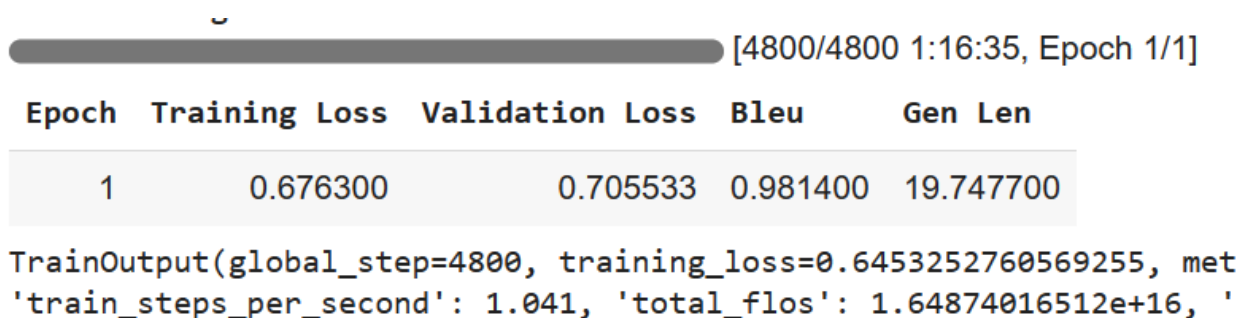 [4800/4800 1:16:35, Epoch 1/1]
Epoch Training Loss Validation Loss Bleu Gen Len
1 0.676300 0.705533 0.981400 19.747700
TrainOutput(global_step=4800, training_loss=0.6453252760569255, met
'train_steps_per_second': 1.041, 'total_flos': 1.64874016512e+16, '